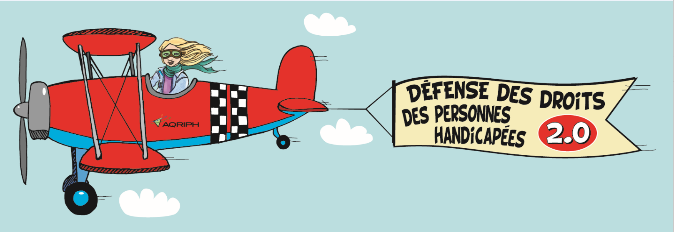 AQRIPH
DÉFENSE DES DROITS
DES PERSONNES
HANDICAPÉES 2.0